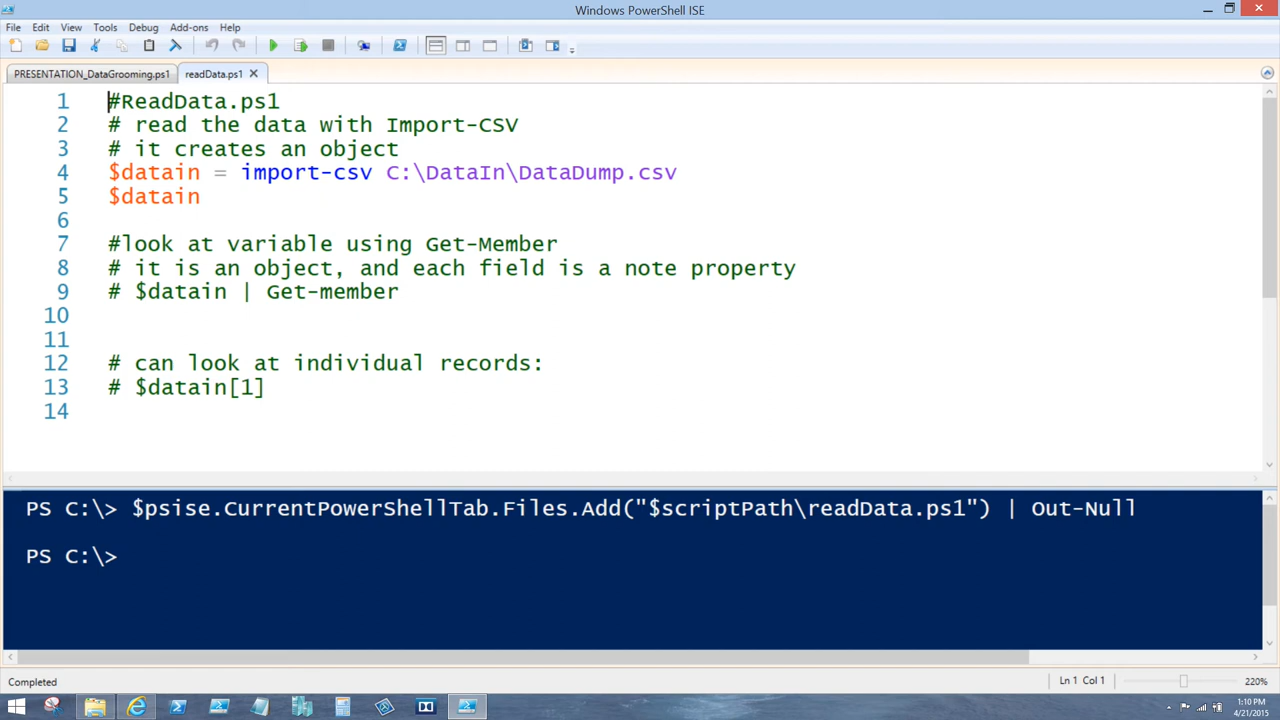 Windows PowerShell ISE
File Edit View Tools Debug Add-ons Help
PRESENTATION_DataGrooming.ps1 readData.ps1
1 #ReadData.ps1
2 # read the data with Import-CSV
3 # it creates an object
4 $datain = import-csv C:\DataIn\DataDump.csv
5 $datain
6
7 #look at variable using Get-Member
8 # it is an object, and each field is a note property
9 # $datain | Get-member
10
11
12 # can look at individual records:
13 # $datain[1]
14
PS C:\> $psise.CurrentPowerShellTab.Files.Add("$scriptPath\readData.ps1") | Out-Null
PS C:\>
Completed Ln 1 Col 1 220%
1:10 PM
4/21/2015